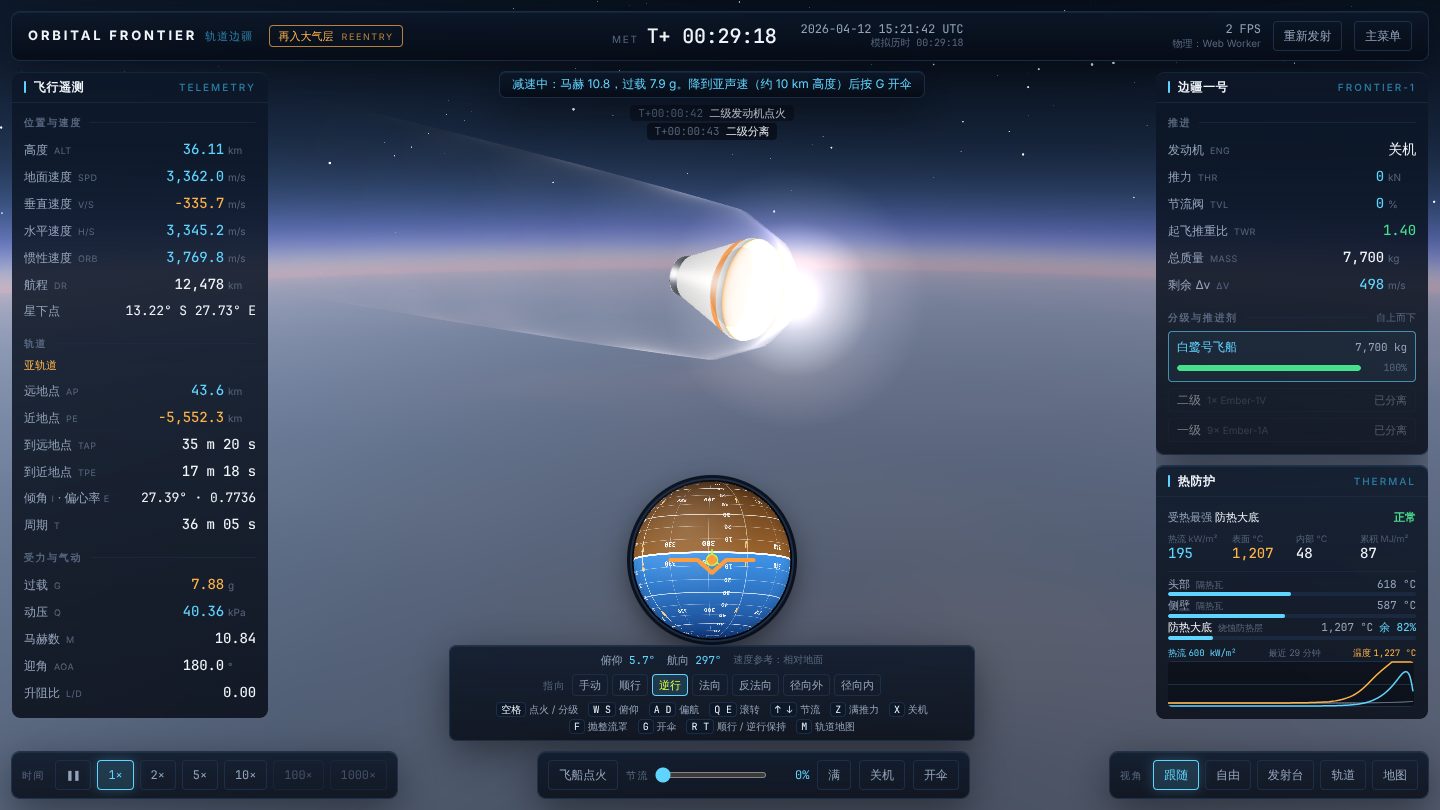 ORBITAL FRONTIER 轨道边疆 再入大气层 REENTRY
MET T+ 00:29:18
2026-04-12 15:21:42 UTC
模拟历时 00:29:18
2 FPS
物理：Web Worker
重新发射 主菜单
飞行遥测 TELEMETRY
位置与速度
高度 ALT 36.11 km
地面速度 SPD 3,362.0 m/s
垂直速度 V/S -335.7 m/s
水平速度 H/S 3,345.2 m/s
惯性速度 ORB 3,769.8 m/s
航程 DR 12,478 km
星下点 13.22° S 27.73° E
轨道
亚轨道
远地点 AP 43.6 km
近地点 PE -5,552.3 km
到远地点 TAP 35 m 20 s
到近地点 TPE 17 m 18 s
倾角 I · 偏心率 E 27.39° · 0.7736
周期 T 36 m 05 s
受力与气动
过载 G 7.88 g
动压 Q 40.36 kPa
马赫数 M 10.84
迎角 AOA 180.0 °
升阻比 L/D 0.00
减速中：马赫 10.8，过载 7.9 g。降到亚声速（约 10 km 高度）后按 G 开伞
T+00:00:42 二级发动机点火
T+00:00:43 二级分离
俯仰 5.7° 航向 297° 速度参考：相对地面
指向 手动 顺行 逆行 法向 反法向 径向外 径向内
空格 点火 / 分级 W S 俯仰 A D 偏航 Q E 滚转 ↑ ↓ 节流 Z 满推力 X 关机
F 抛整流罩 G 开伞 R T 顺行 / 逆行保持 M 轨道地图
边疆一号 FRONTIER-1
推进
发动机 ENG 关机
推力 THR 0 kN
节流阀 TVL 0 %
起飞推重比 TWR 1.40
总质量 MASS 7,700 kg
剩余 Δv ΔV 498 m/s
分级与推进剂 自上而下
白鹭号飞船 7,700 kg
100%
二级 1× Ember-1V 已分离
一级 9× Ember-1A 已分离
热防护 THERMAL
受热最强 防热大底 正常
热流 kW/m² 表面 °C 内部 °C 累积 MJ/m²
195 1,207 48 87
头部 隔热瓦 618 °C
侧壁 隔热瓦 587 °C
防热大底 烧蚀防热层 1,207 °C 余 82%
热流 600 kW/m² 最近 29 分钟 温度 1,227 °C
时间 1× 2× 5× 10× 100× 1000×
飞船点火 节流 0% 满 关机 开伞
视角 跟随 自由 发射台 轨道 地图